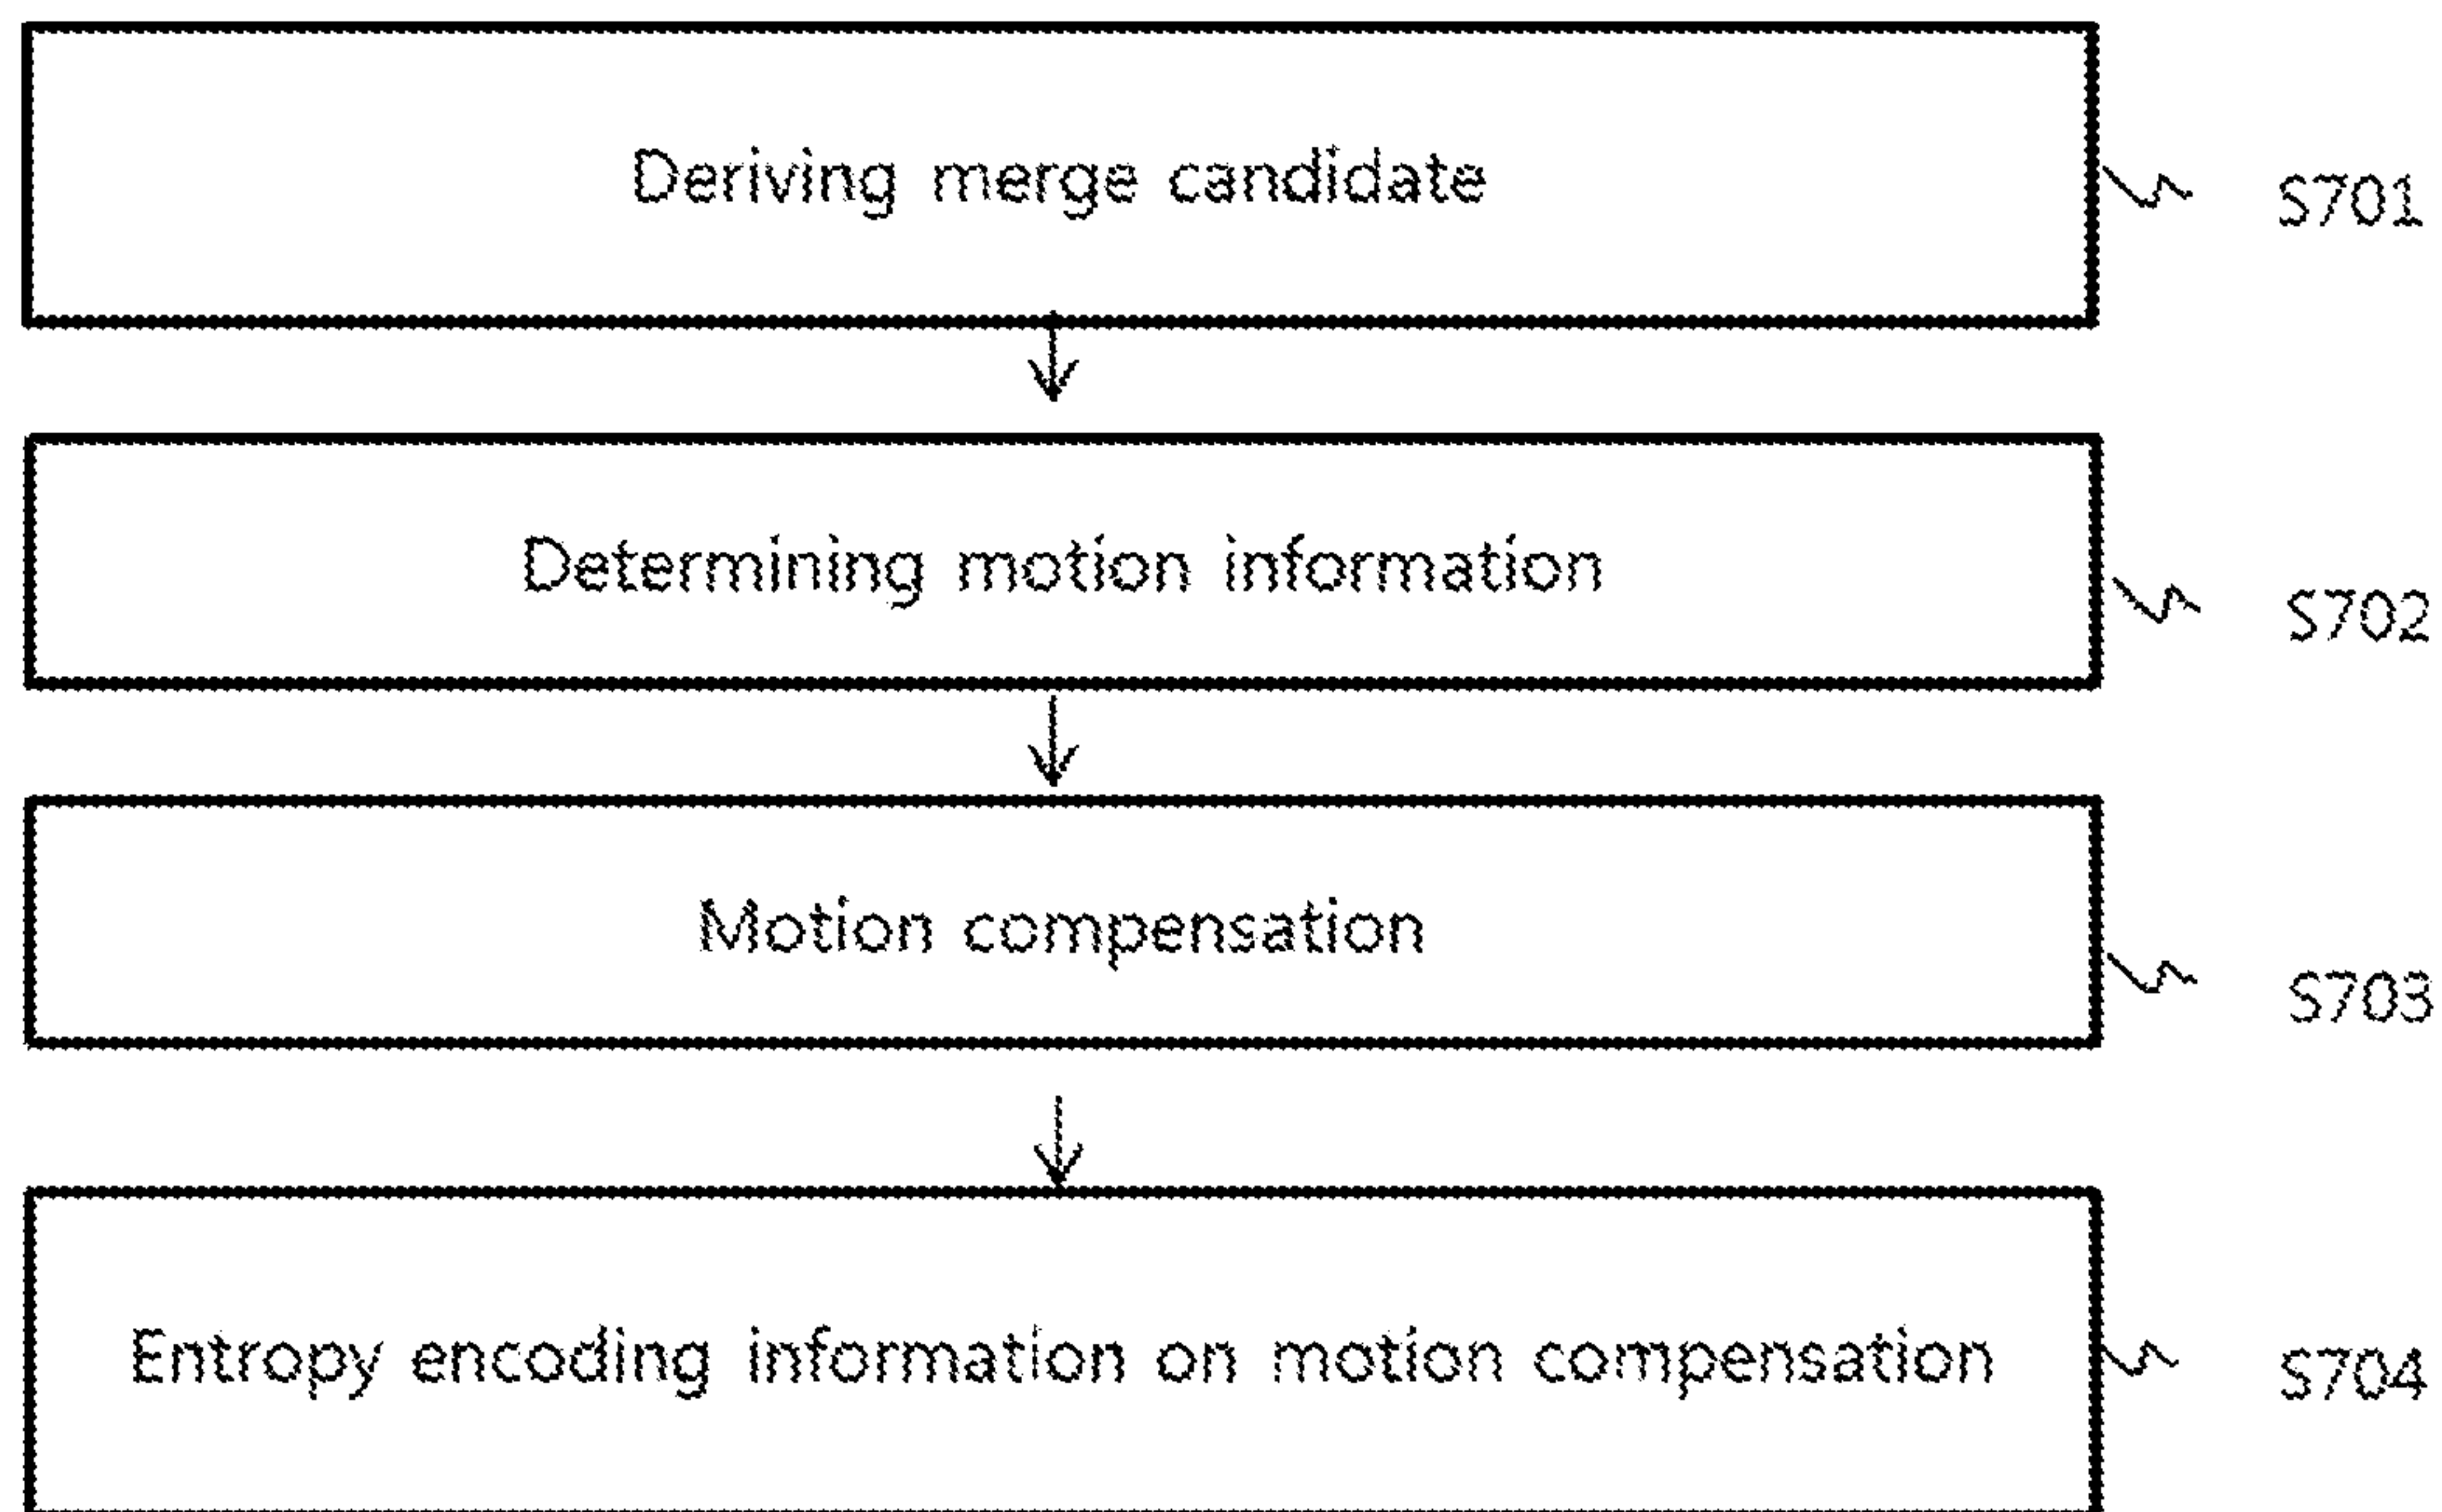 Deriving merge candidate
S701
Determining motion information
S702
Motion compensation
S703
Entropy encoding information on motion compensation
S704